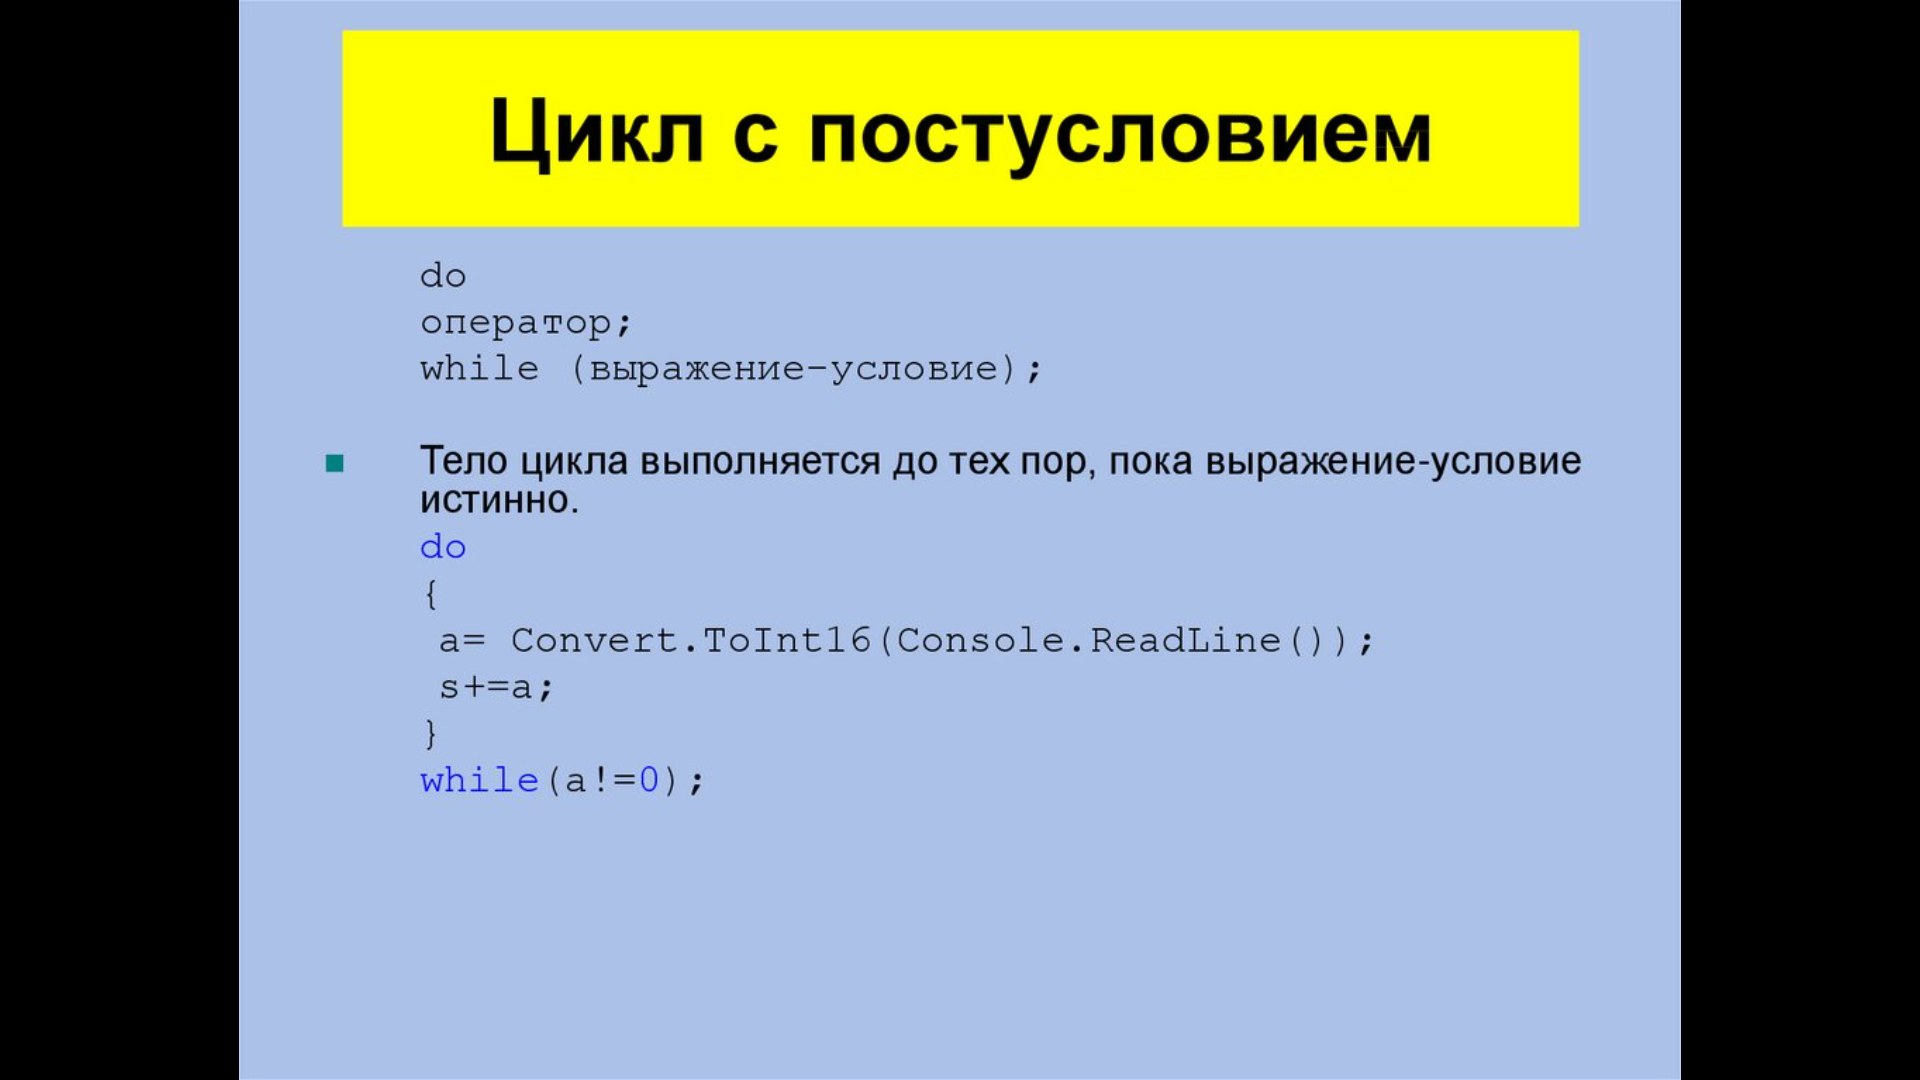 Цикл с постусловием
do
оператор;
while (выражение-условие);
Тело цикла выполняется до тех пор, пока выражение-условие
истинно.
do
{
a= Convert.ToInt16(Console.ReadLine());
s+=a;
}
while(a!=0);